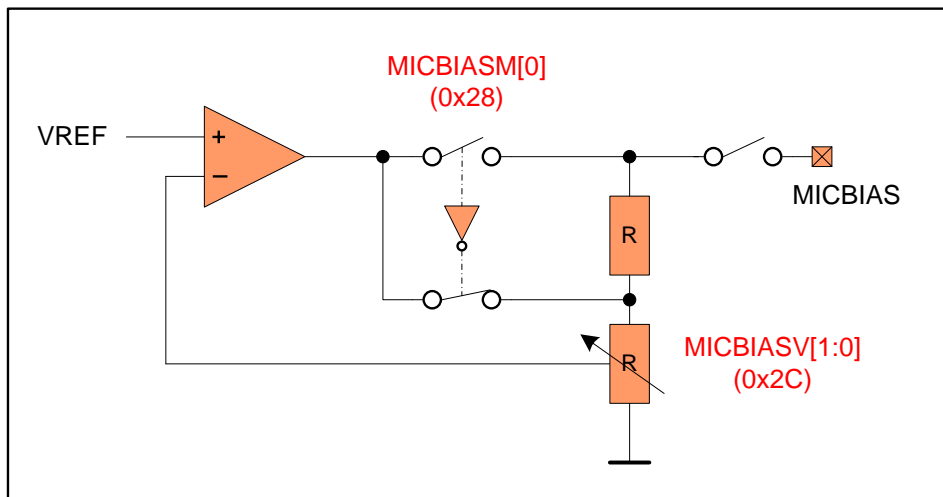 MICBIASM[0]
(0x28)
VREF
+
−
MICBIAS
R
R
MICBIASV[1:0]
(0x2C)